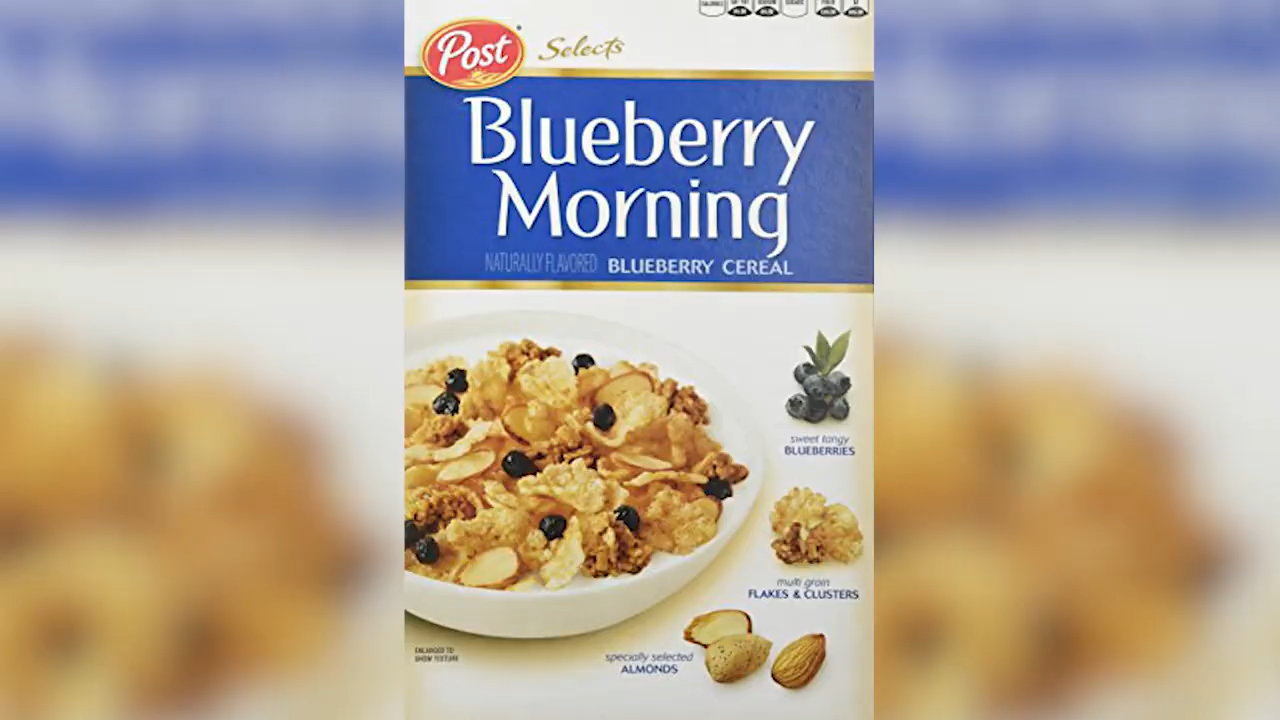 Post
Selects
Blueberry
Morning
NATURALLY FLAVORED BLUEBERRY CEREAL
sweet tangy
BLUEBERRIES
multi grain
FLAKES & CLUSTERS
specially selected
ALMONDS
ENLARGED TO
SHOW TEXTURE